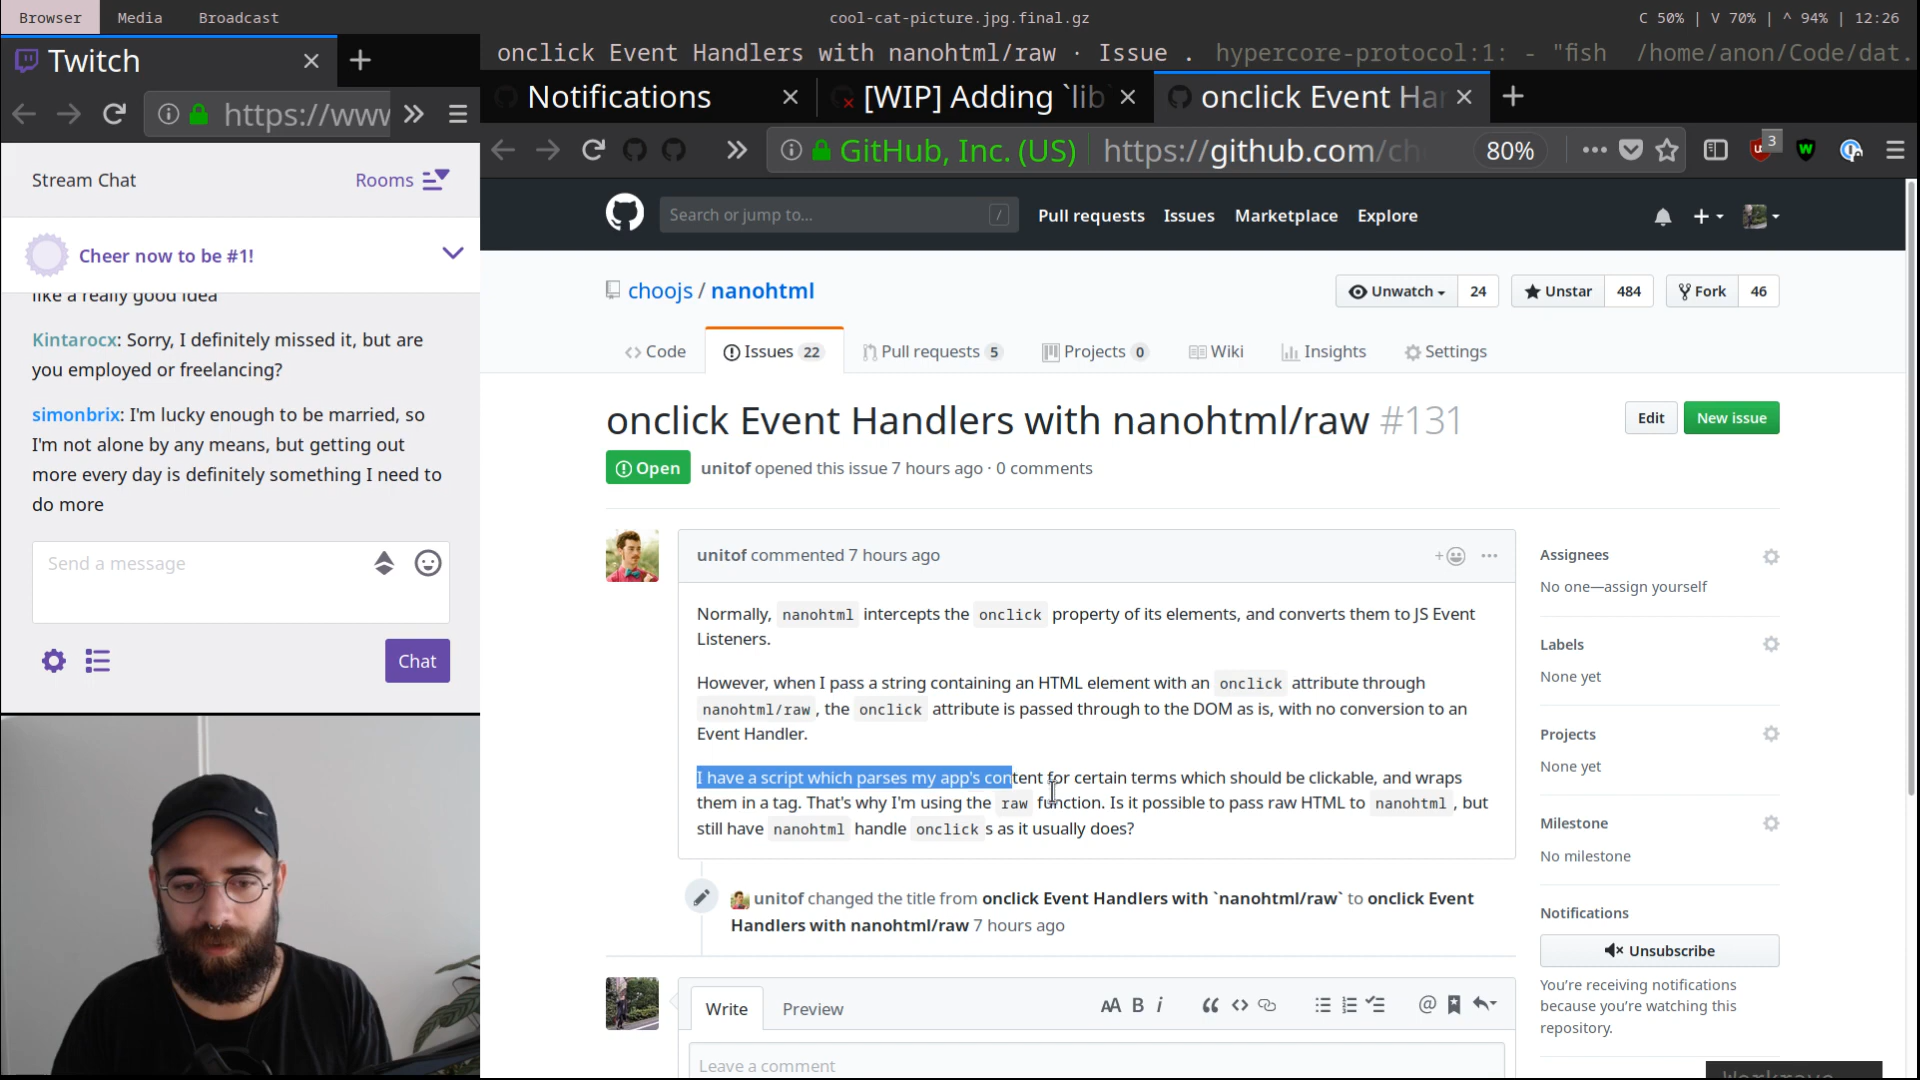 Browser Media Broadcast cool-cat-picture.jpg.final.gz C 50% | V 70% | ^ 94% | 12:26
Twitch
https://www
Stream Chat Rooms
Cheer now to be #1!
like a really good idea
Kintarocx: Sorry, I definitely missed it, but are
you employed or freelancing?
simonbrix: I'm lucky enough to be married, so
I'm not alone by any means, but getting out
more every day is definitely something I need to
do more
Send a message
Chat
onclick Event Handlers with nanohtml/raw · Issue . hypercore-protocol:1: - "fish /home/anon/Code/dat.
Notifications [WIP] Adding `lib onclick Event Har
GitHub, Inc. (US) https://github.com/ch 80% 3
Search or jump to... / Pull requests Issues Marketplace Explore
choojs / nanohtml Unwatch 24 Unstar 484 Fork 46
Code Issues 22 Pull requests 5 Projects 0 Wiki Insights Settings
onclick Event Handlers with nanohtml/raw #131 Edit New issue
Open unitof opened this issue 7 hours ago · 0 comments
unitof commented 7 hours ago
Normally, nanohtml intercepts the onclick property of its elements, and converts them to JS Event
Listeners.
However, when I pass a string containing an HTML element with an onclick attribute through
nanohtml/raw , the onclick attribute is passed through to the DOM as is, with no conversion to an
Event Handler.
I have a script which parses my app's content for certain terms which should be clickable, and wraps
them in a tag. That's why I'm using the raw function. Is it possible to pass raw HTML to nanohtml , but
still have nanohtml handle onclick s as it usually does?
unitof changed the title from onclick Event Handlers with `nanohtml/raw` to onclick Event
Handlers with nanohtml/raw 7 hours ago
Write Preview
Leave a comment
Assignees
No one—assign yourself
Labels
None yet
Projects
None yet
Milestone
No milestone
Notifications
Unsubscribe
You're receiving notifications
because you're watching this
repository.